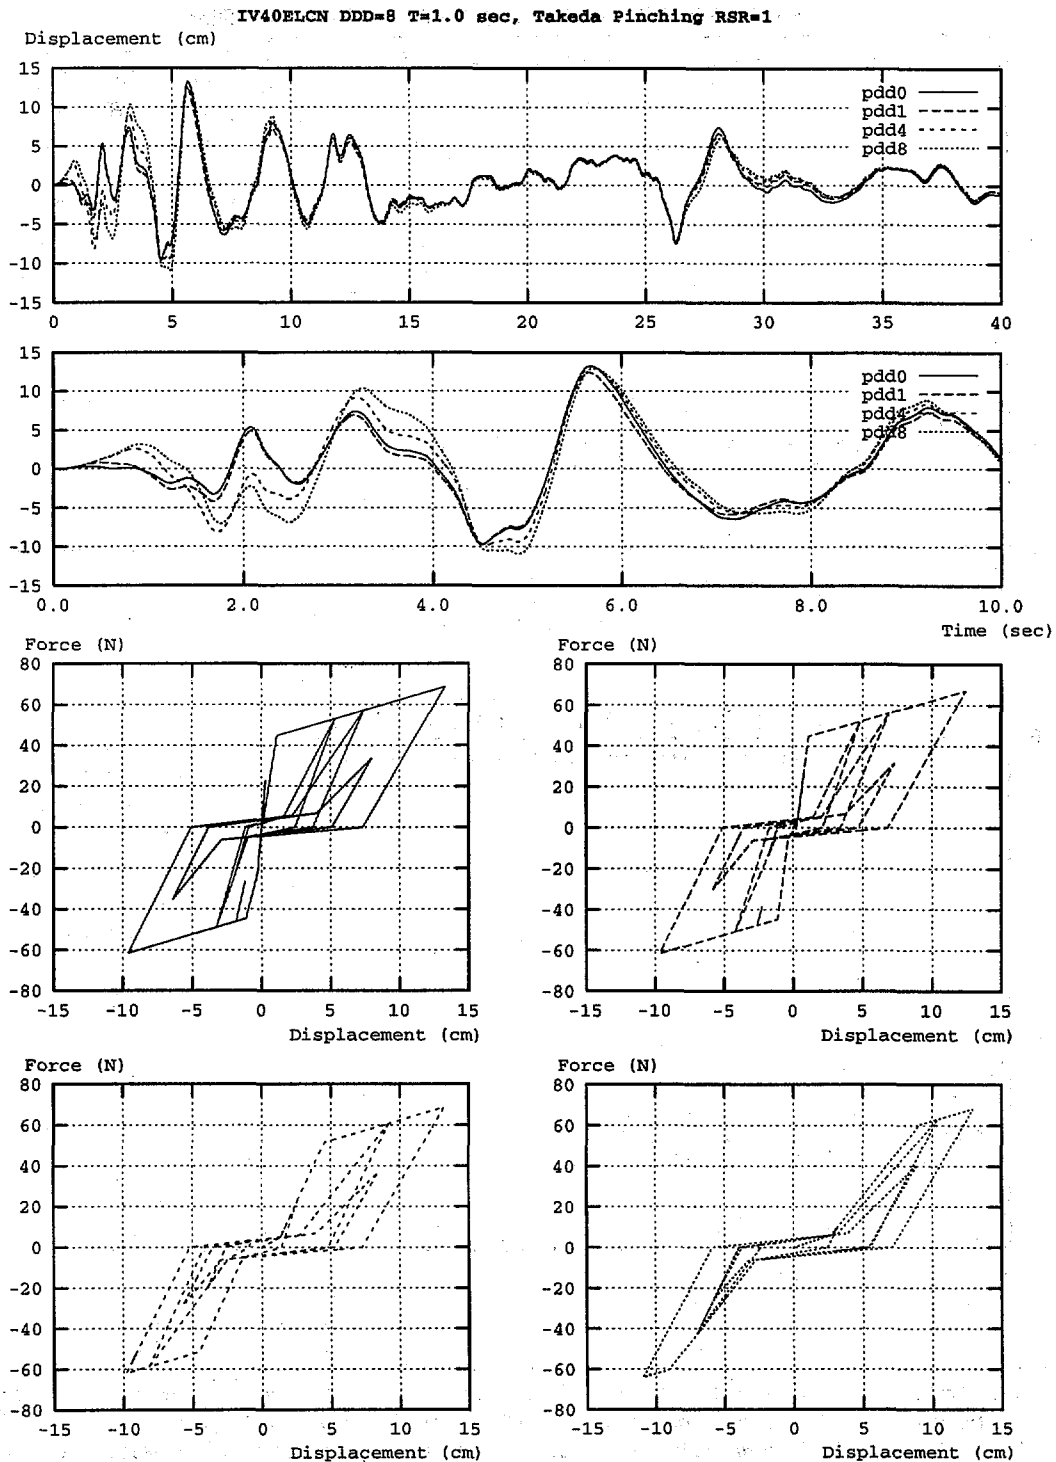 IV40ELCN DDD=8 T=1.0 sec, Takeda Pinching RSR=1
Displacement (cm)
15
10
5
0
-5
-10
-15
pdd0
pdd1
pdd4
pdd8
0 5 10 15 20 25 30 35 40
15
10
5
0
-5
-10
-15
pdd0
pdd1
pdd4
pdd8
0.0 2.0 4.0 6.0 8.0 10.0
Time (sec)
Force (N)
80
60
40
20
0
-20
-40
-60
-80
-15 -10 -5 0 5 10 15
Displacement (cm)
Force (N)
80
60
40
20
0
-20
-40
-60
-80
-15 -10 -5 0 5 10 15
Displacement (cm)
Force (N)
80
60
40
20
0
-20
-40
-60
-80
-15 -10 -5 0 5 10 15
Displacement (cm)
Force (N)
80
60
40
20
0
-20
-40
-60
-80
-15 -10 -5 0 5 10 15
Displacement (cm)